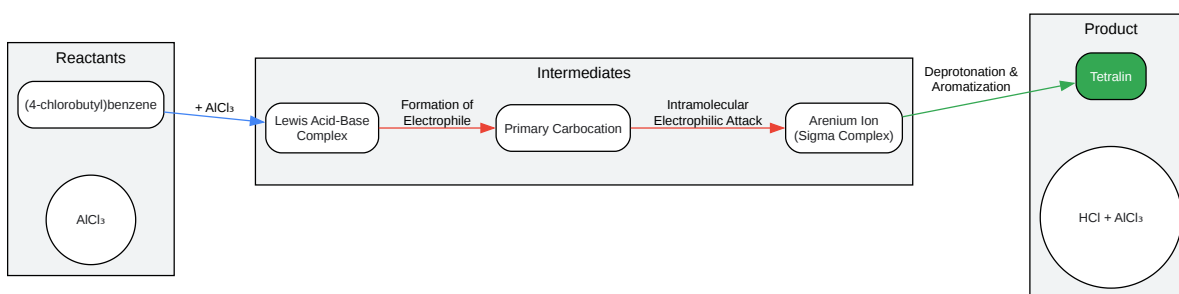 Reactants
(4-chlorobutyl)benzene
AlCl₃
+ AlCl₃
Intermediates
Lewis Acid-Base
Complex
Formation of
Electrophile
Primary Carbocation
Intramolecular
Electrophilic Attack
Arenium Ion
(Sigma Complex)
Deprotonation &
Aromatization
Product
Tetralin
HCl + AlCl₃